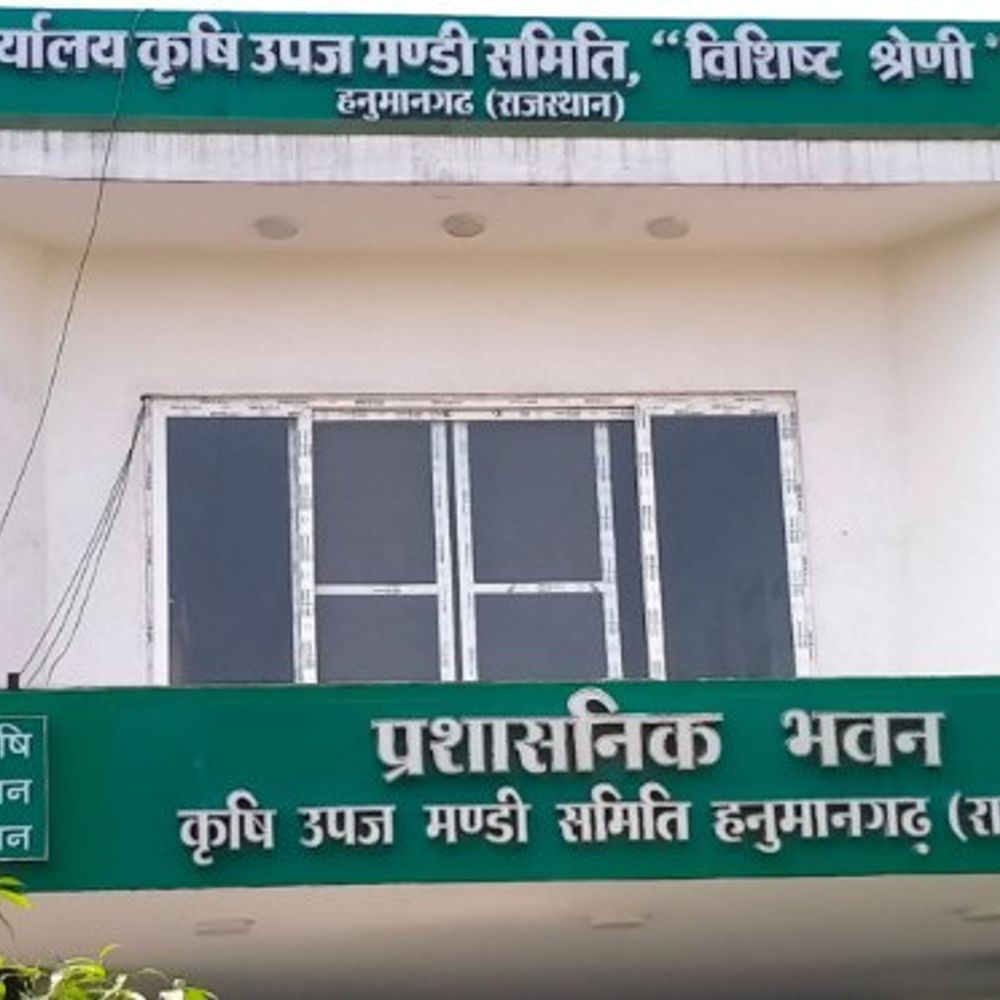 र्यालय कृषि उपज मण्डी समिति, “विशिष्ट श्रेणी"
हनुमानगढ (राजस्थान)
प्रशासनिक भवन
कृषि उपज मण्डी समिति हनुमानगढ़ (रा
षि
न
न